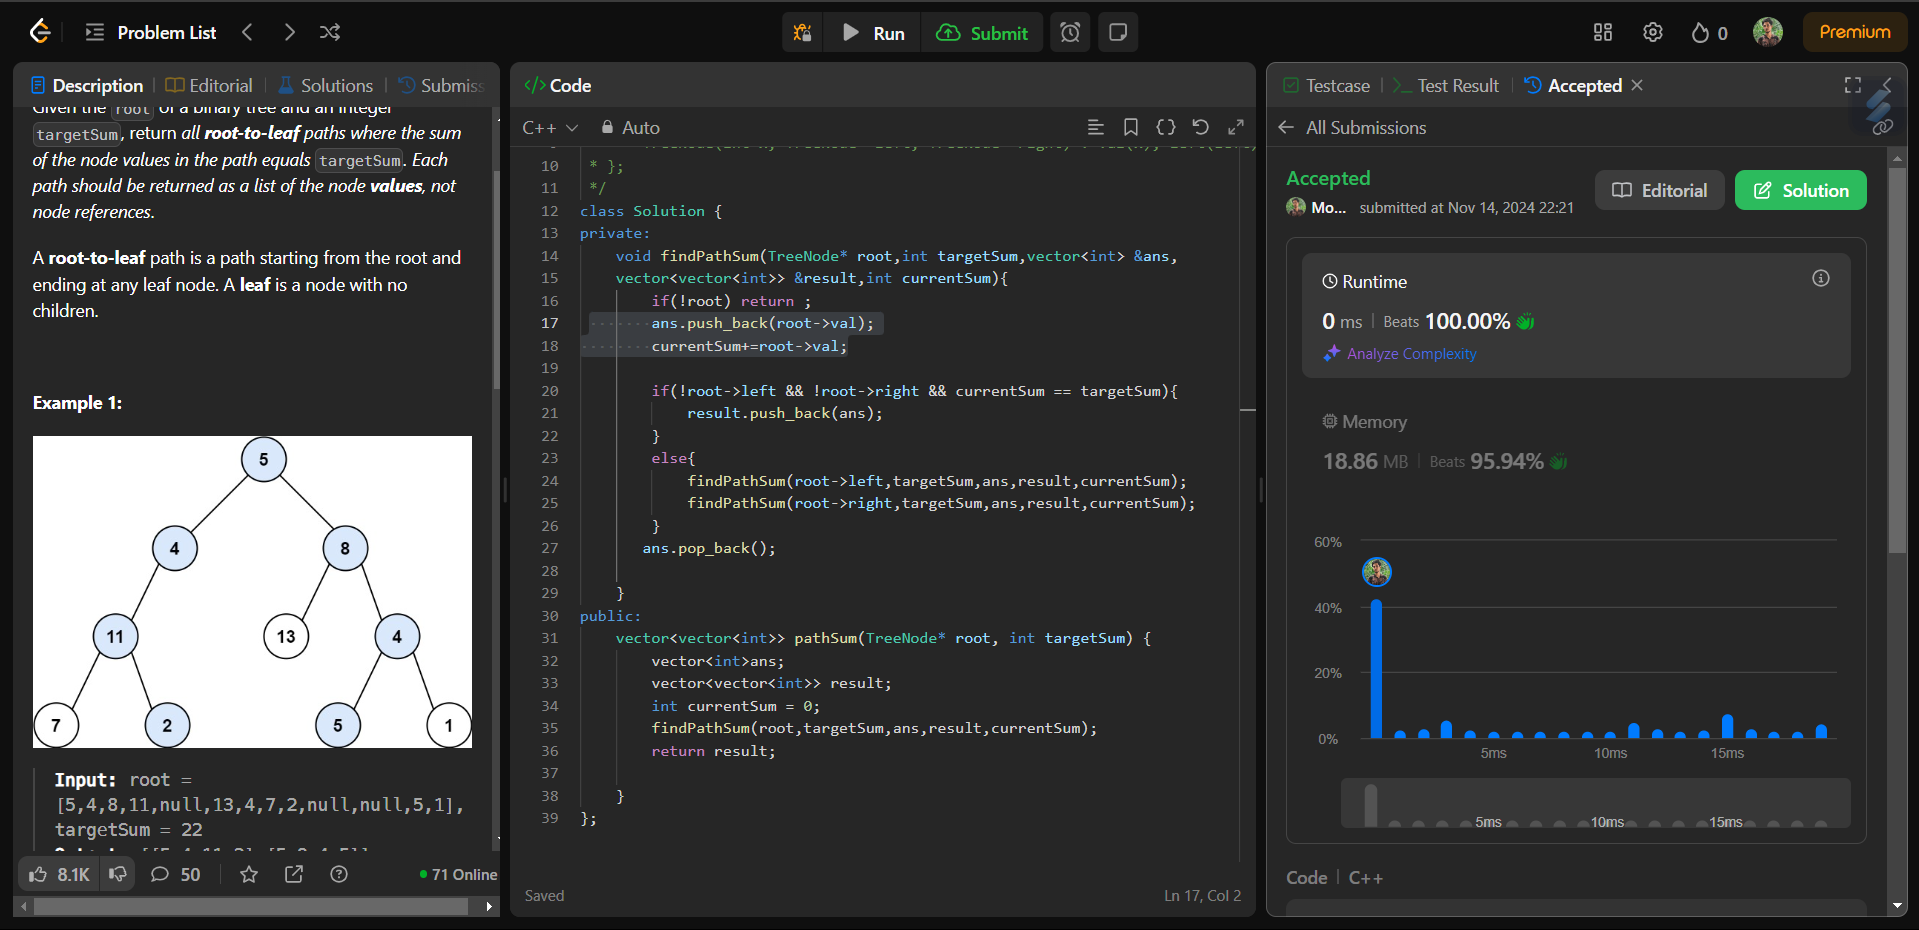 Problem List
Run
Submit
0
Premium
Description
Editorial
Solutions
Submiss
Given the root of a binary tree and an integer
targetSum, return all root-to-leaf paths where the sum
of the node values in the path equals targetSum. Each
path should be returned as a list of the node values, not
node references.
A root-to-leaf path is a path starting from the root and
ending at any leaf node. A leaf is a node with no
children.
Example 1:
5
4
8
11
13
4
7
2
5
1
Input: root =
[5,4,8,11,null,13,4,7,2,null,null,5,1],
targetSum = 22
8.1K
50
71 Online
</> Code
C++
Auto
10 * };
11 */
12 class Solution {
13 private:
14 void findPathSum(TreeNode* root,int targetSum,vector<int> &ans,
15 vector<vector<int>> &result,int currentSum){
16 if(!root) return ;
17 ans.push_back(root->val);
18 currentSum+=root->val;
19
20 if(!root->left && !root->right && currentSum == targetSum){
21 result.push_back(ans);
22 }
23 else{
24 findPathSum(root->left,targetSum,ans,result,currentSum);
25 findPathSum(root->right,targetSum,ans,result,currentSum);
26 }
27 ans.pop_back();
28
29 }
30 public:
31 vector<vector<int>> pathSum(TreeNode* root, int targetSum) {
32 vector<int>ans;
33 vector<vector<int>> result;
34 int currentSum = 0;
35 findPathSum(root,targetSum,ans,result,currentSum);
36 return result;
37
38 }
39 };
Saved
Ln 17, Col 2
Testcase
Test Result
Accepted
All Submissions
Accepted
Mo... submitted at Nov 14, 2024 22:21
Editorial
Solution
Runtime
0 ms
Beats 100.00%
Analyze Complexity
Memory
18.86 MB
Beats 95.94%
60%
40%
20%
0%
5ms
10ms
15ms
5ms
10ms
15ms
Code
C++